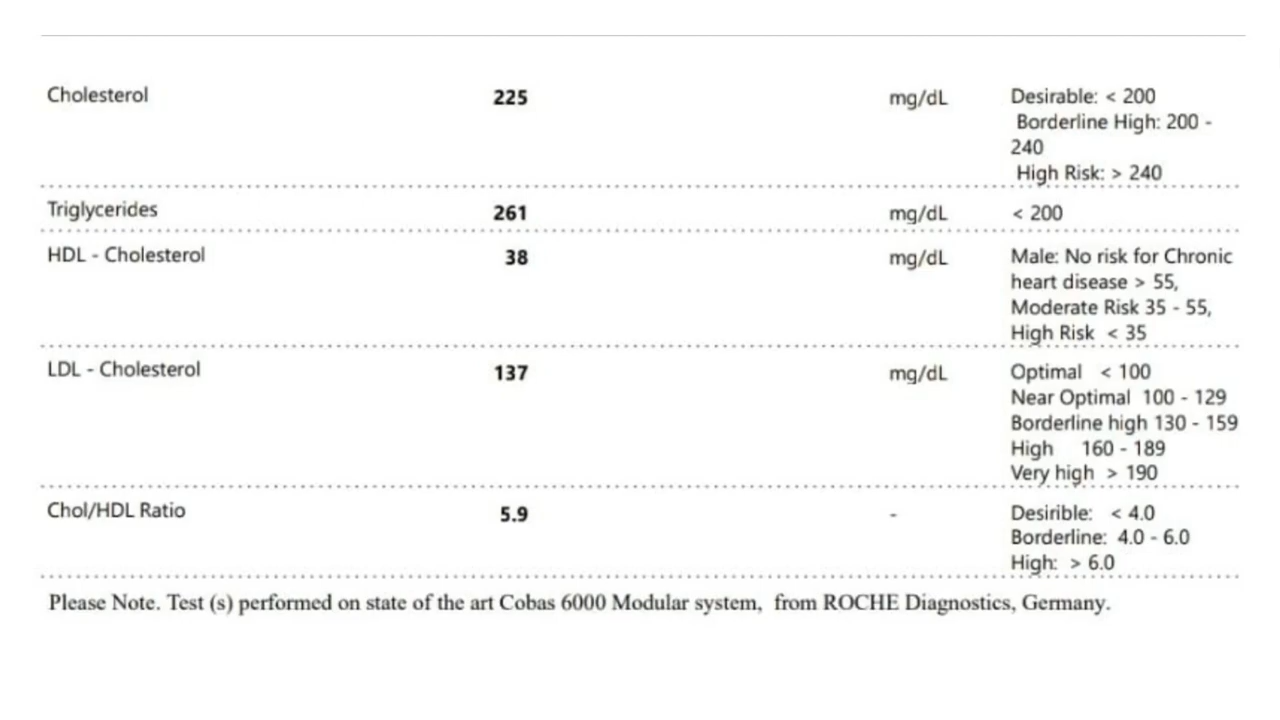 Cholesterol 225 mg/dL Desirable: < 200
Borderline High: 200 -
240
High Risk: > 240
Triglycerides 261 mg/dL < 200
HDL - Cholesterol 38 mg/dL Male: No risk for Chronic
heart disease > 55,
Moderate Risk 35 - 55,
High Risk < 35
LDL - Cholesterol 137 mg/dL Optimal < 100
Near Optimal 100 - 129
Borderline high 130 - 159
High 160 - 189
Very high > 190
Chol/HDL Ratio 5.9 - Desirible: < 4.0
Borderline: 4.0 - 6.0
High: > 6.0
Please Note. Test (s) performed on state of the art Cobas 6000 Modular system, from ROCHE Diagnostics, Germany.